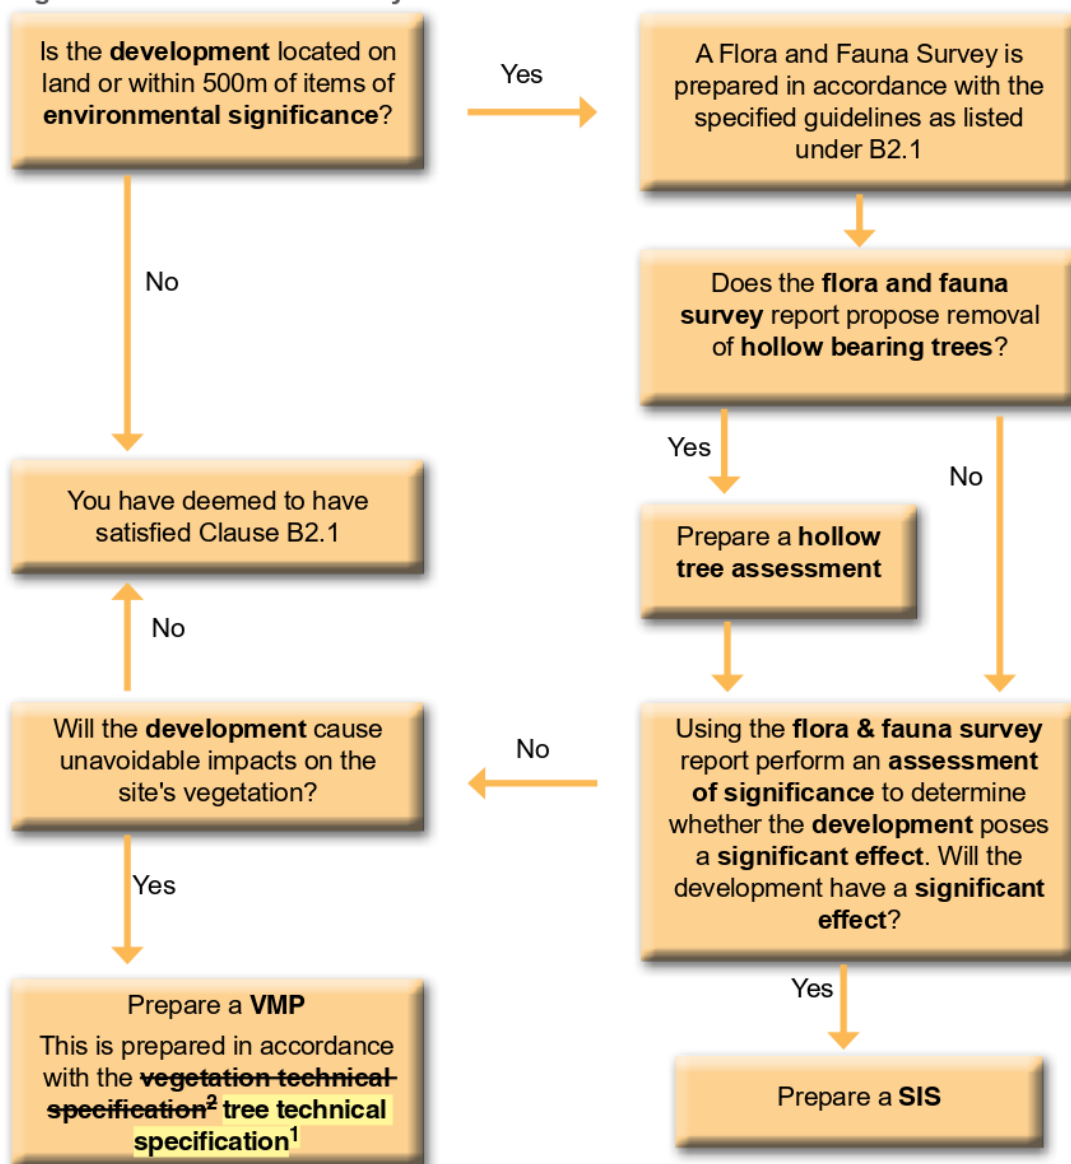 Is the development located on
land or within 500m of items of
environmental significance?
Yes
A Flora and Fauna Survey is
prepared in accordance with the
specified guidelines as listed
under B2.1
No
Does the flora and fauna
survey report propose removal
of hollow bearing trees?
Yes
No
You have deemed to have
satisfied Clause B2.1
Prepare a hollow
tree assessment
No
Will the development cause
unavoidable impacts on the
site's vegetation?
No
Using the flora & fauna survey
report perform an assessment
of significance to determine
whether the development poses
a significant effect. Will the
development have a significant
effect?
Yes
Yes
Prepare a VMP
This is prepared in accordance
with the vegetation technical
specification² tree technical
specification¹
Prepare a SIS